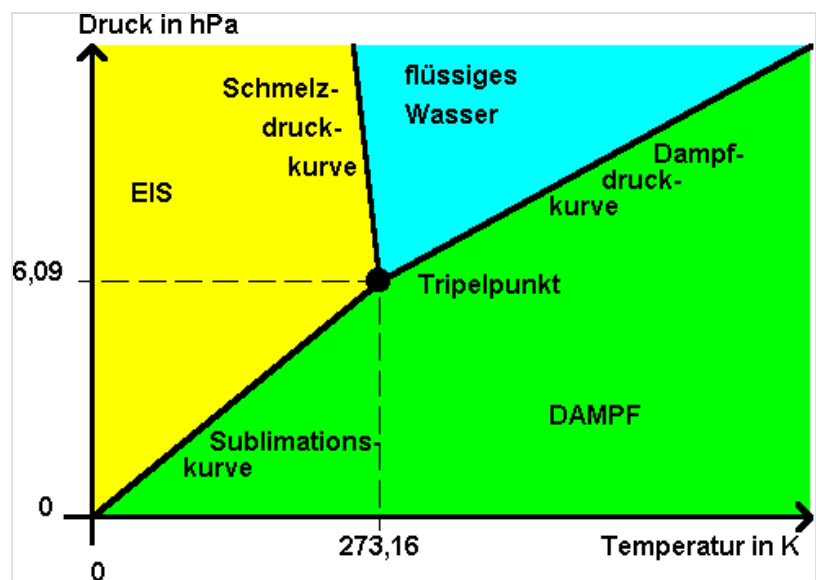 Druck in hPa
Schmelz-
druck-
kurve
flüssiges
Wasser
Dampf-
druck-
kurve
EIS
6,09
Tripelpunkt
DAMPF
Sublimations-
kurve
0
273,16
Temperatur in K
0